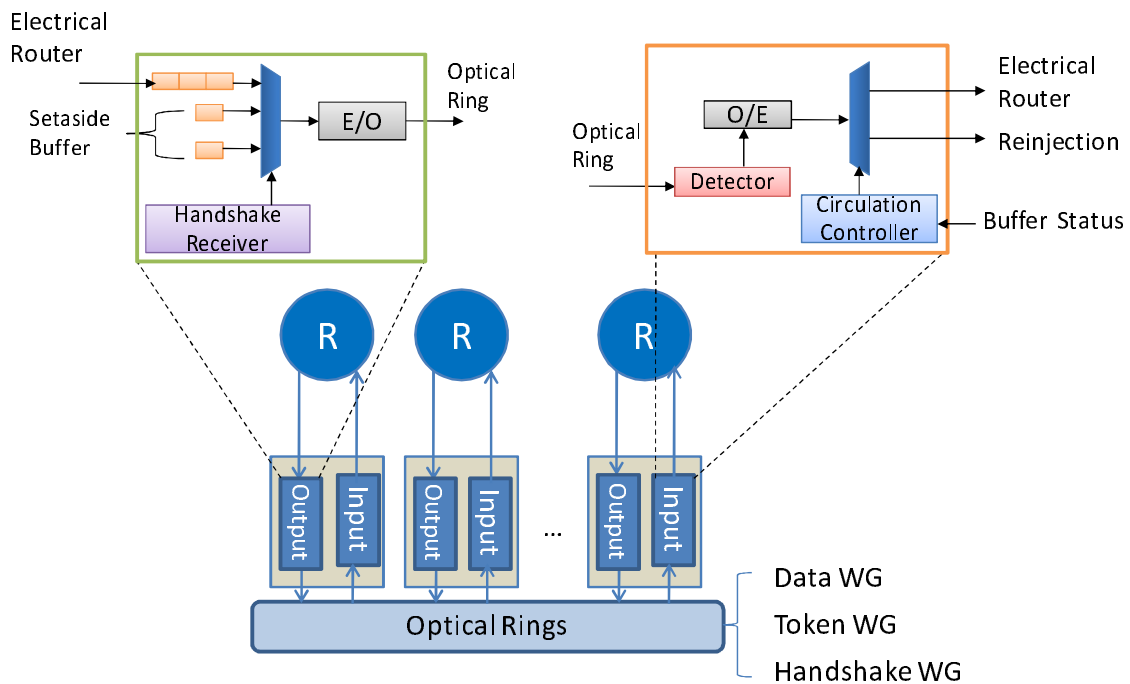 Electrical
Router
Setaside
Buffer
E/O
Optical
Ring
Handshake
Receiver
Optical
Ring
O/E
Detector
Circulation
Controller
Electrical
Router
Reinjection
Buffer Status
R
R
R
Output
Input
Output
Input
...
Output
Input
Optical Rings
Data WG
Token WG
Handshake WG